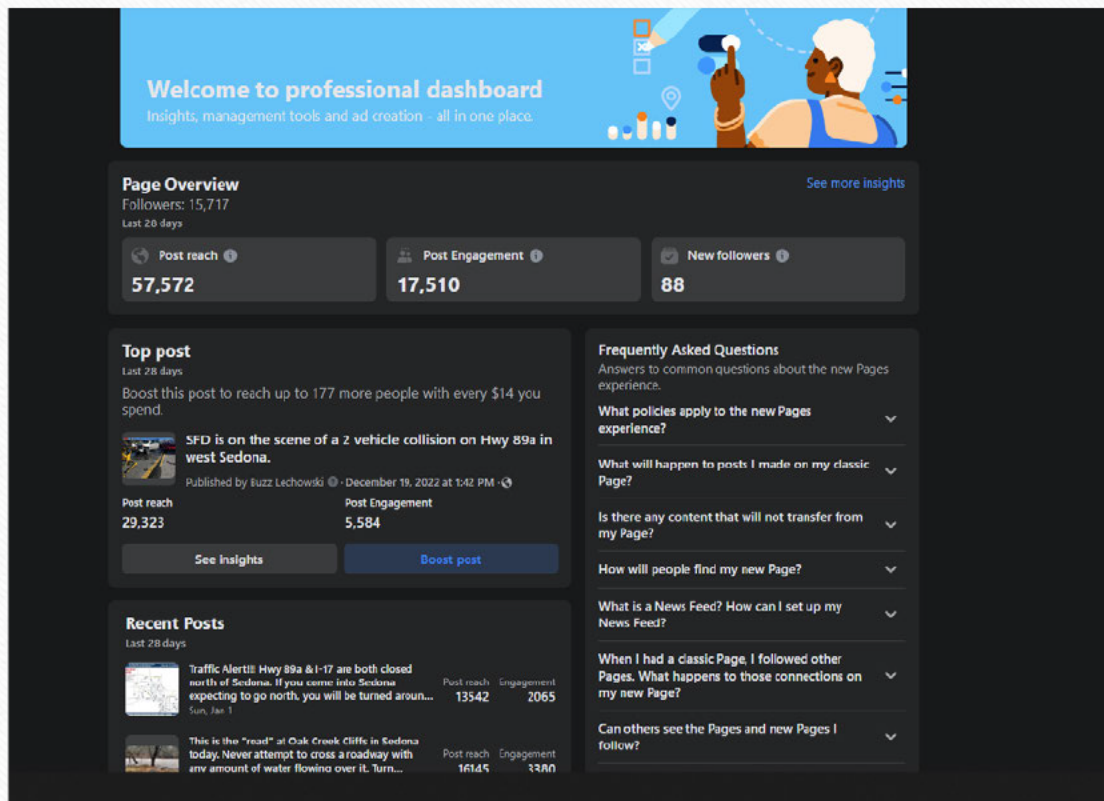 Welcome to professional dashboard
Insights, management tools and ad creation - all in one place.
Page Overview
See more insights
Followers: 15,717
Last 28 days
Post reach
57,572
Post Engagement
17,510
New followers
88
Top post
Last 28 days
Boost this post to reach up to 177 more people with every $14 you
spend.
SFD is on the scene of a 2 vehicle collision on Hwy 89a in
west Sedona.
Published by Buzz Lechowski · December 19, 2022 at 1:42 PM ·
Post reach
29,323
Post Engagement
5,584
See insights
Boost post
Recent Posts
Last 28 days
Traffic Alert!!! Hwy 89a & I-17 are both closed
north of Sedona. If you come into Sedona
expecting to go north, you will be turned aroun...
Sun, Jan 1
Post reach
13542
Engagement
2065
This is the "road" at Oak Creek Cliffs in Sedona
today. Never attempt to cross a roadway with
any amount of water flowing over it. Turn...
Post reach
16145
Engagement
3380
Frequently Asked Questions
Answers to common questions about the new Pages
experience.
What policies apply to the new Pages
experience?
What will happen to posts I made on my classic
Page?
Is there any content that will not transfer from
my Page?
How will people find my new Page?
What is a News Feed? How can I set up my
News Feed?
When I had a classic Page, I followed other
Pages. What happens to those connections on
my new Page?
Can others see the Pages and new Pages I
follow?